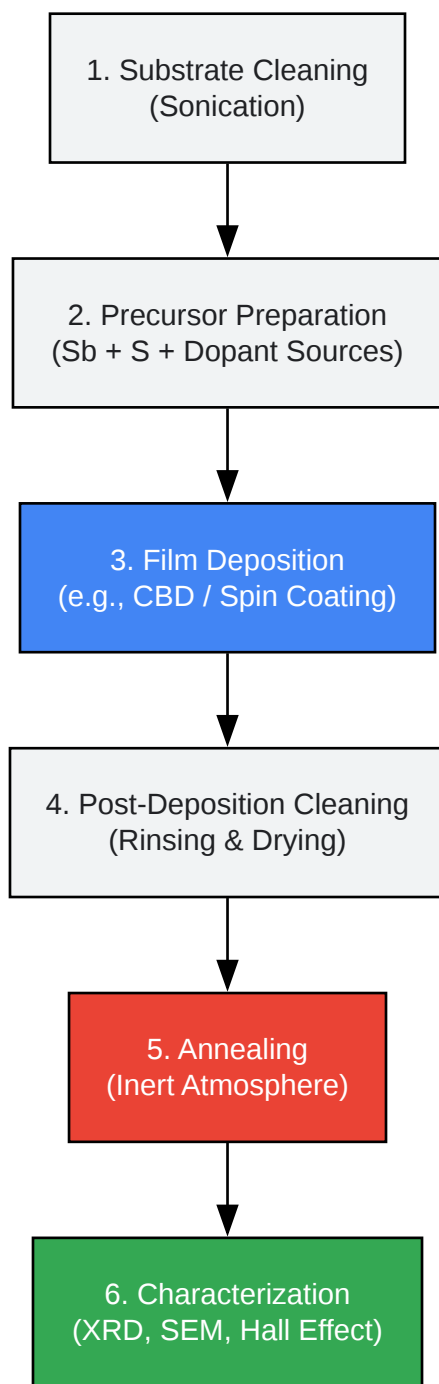 1. Substrate Cleaning
(Sonication)
2. Precursor Preparation
(Sb + S + Dopant Sources)
3. Film Deposition
(e.g., CBD / Spin Coating)
4. Post-Deposition Cleaning
(Rinsing & Drying)
5. Annealing
(Inert Atmosphere)
6. Characterization
(XRD, SEM, Hall Effect)